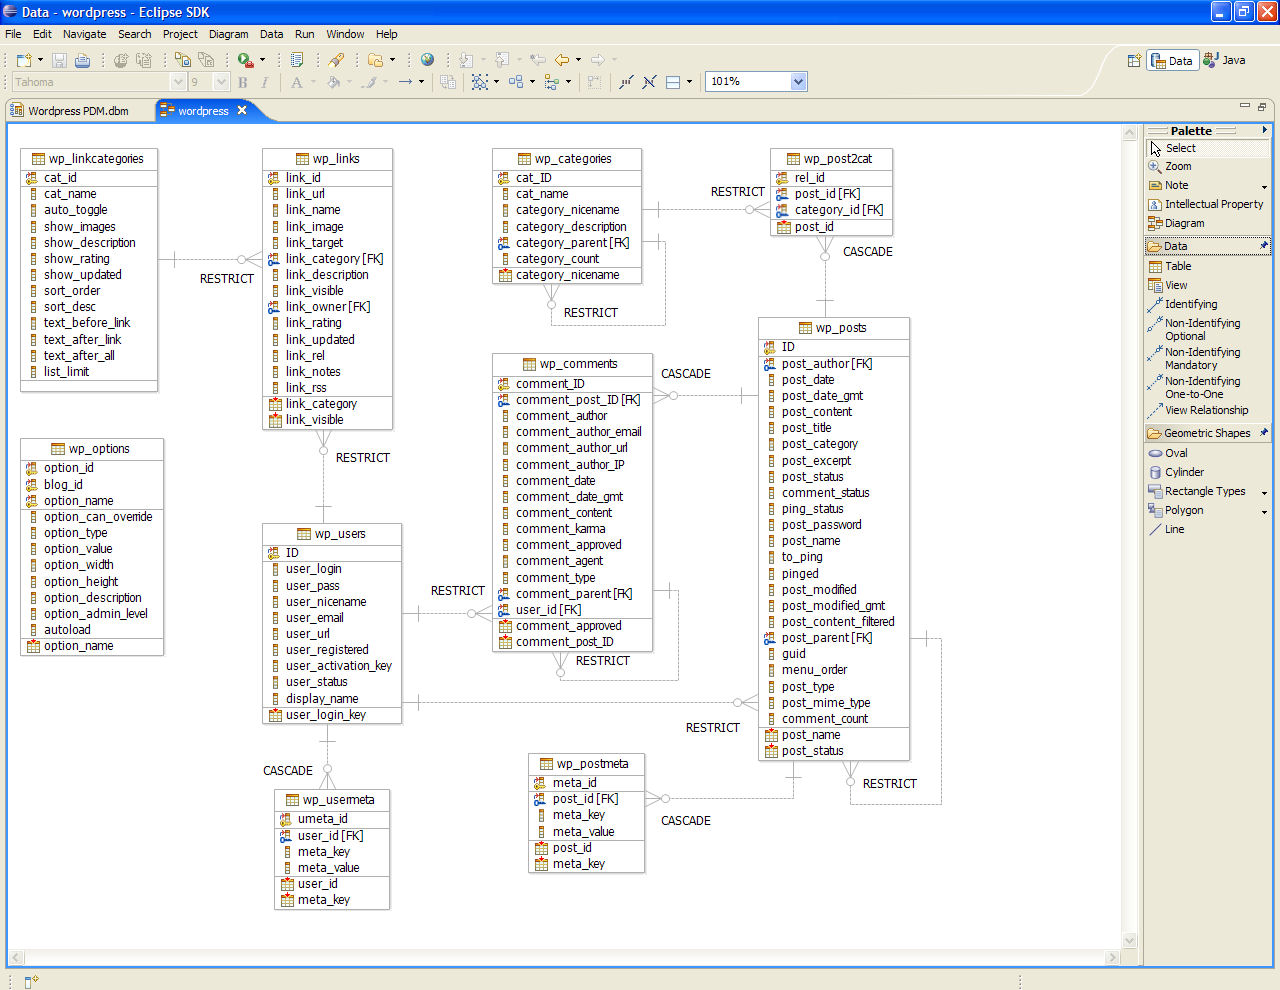 Data - wordpress - Eclipse SDK
File Edit Navigate Search Project Diagram Data Run Window Help
Data Java
Tahoma 9 B I A 101%
Wordpress PDM.dbm
wordpress
wp_linkcategories
cat_id
cat_name
auto_toggle
show_images
show_description
show_rating
show_updated
sort_order
sort_desc
text_before_link
text_after_link
text_after_all
list_limit
RESTRICT
wp_links
link_id
link_url
link_name
link_image
link_target
link_category [FK]
link_description
link_visible
link_owner [FK]
link_rating
link_updated
link_rel
link_notes
link_rss
link_category
link_visible
RESTRICT
wp_categories
cat_ID
cat_name
category_nicename
category_description
category_parent [FK]
category_count
category_nicename
RESTRICT
RESTRICT
wp_post2cat
rel_id
post_id [FK]
category_id [FK]
post_id
CASCADE
wp_options
option_id
blog_id
option_name
option_can_override
option_type
option_value
option_width
option_height
option_description
option_admin_level
autoload
option_name
wp_users
ID
user_login
user_pass
user_nicename
user_email
user_url
user_registered
user_activation_key
user_status
display_name
user_login_key
RESTRICT
CASCADE
wp_comments
comment_ID
comment_post_ID [FK]
comment_author
comment_author_email
comment_author_url
comment_author_IP
comment_date
comment_date_gmt
comment_content
comment_karma
comment_approved
comment_agent
comment_type
comment_parent [FK]
user_id [FK]
comment_approved
comment_post_ID
RESTRICT
CASCADE
wp_posts
ID
post_author [FK]
post_date
post_date_gmt
post_content
post_title
post_category
post_excerpt
post_status
comment_status
ping_status
post_password
post_name
to_ping
pinged
post_modified
post_modified_gmt
post_content_filtered
post_parent [FK]
guid
menu_order
post_type
post_mime_type
comment_count
post_name
post_status
RESTRICT
RESTRICT
wp_usermeta
umeta_id
user_id [FK]
meta_key
meta_value
user_id
meta_key
wp_postmeta
meta_id
post_id [FK]
meta_key
meta_value
post_id
meta_key
CASCADE
Palette
Select
Zoom
Note
Intellectual Property
Diagram
Data
Table
View
Identifying
Non-Identifying
Optional
Non-Identifying
Mandatory
Non-Identifying
One-to-One
View Relationship
Geometric Shapes
Oval
Cylinder
Rectangle Types
Polygon
Line